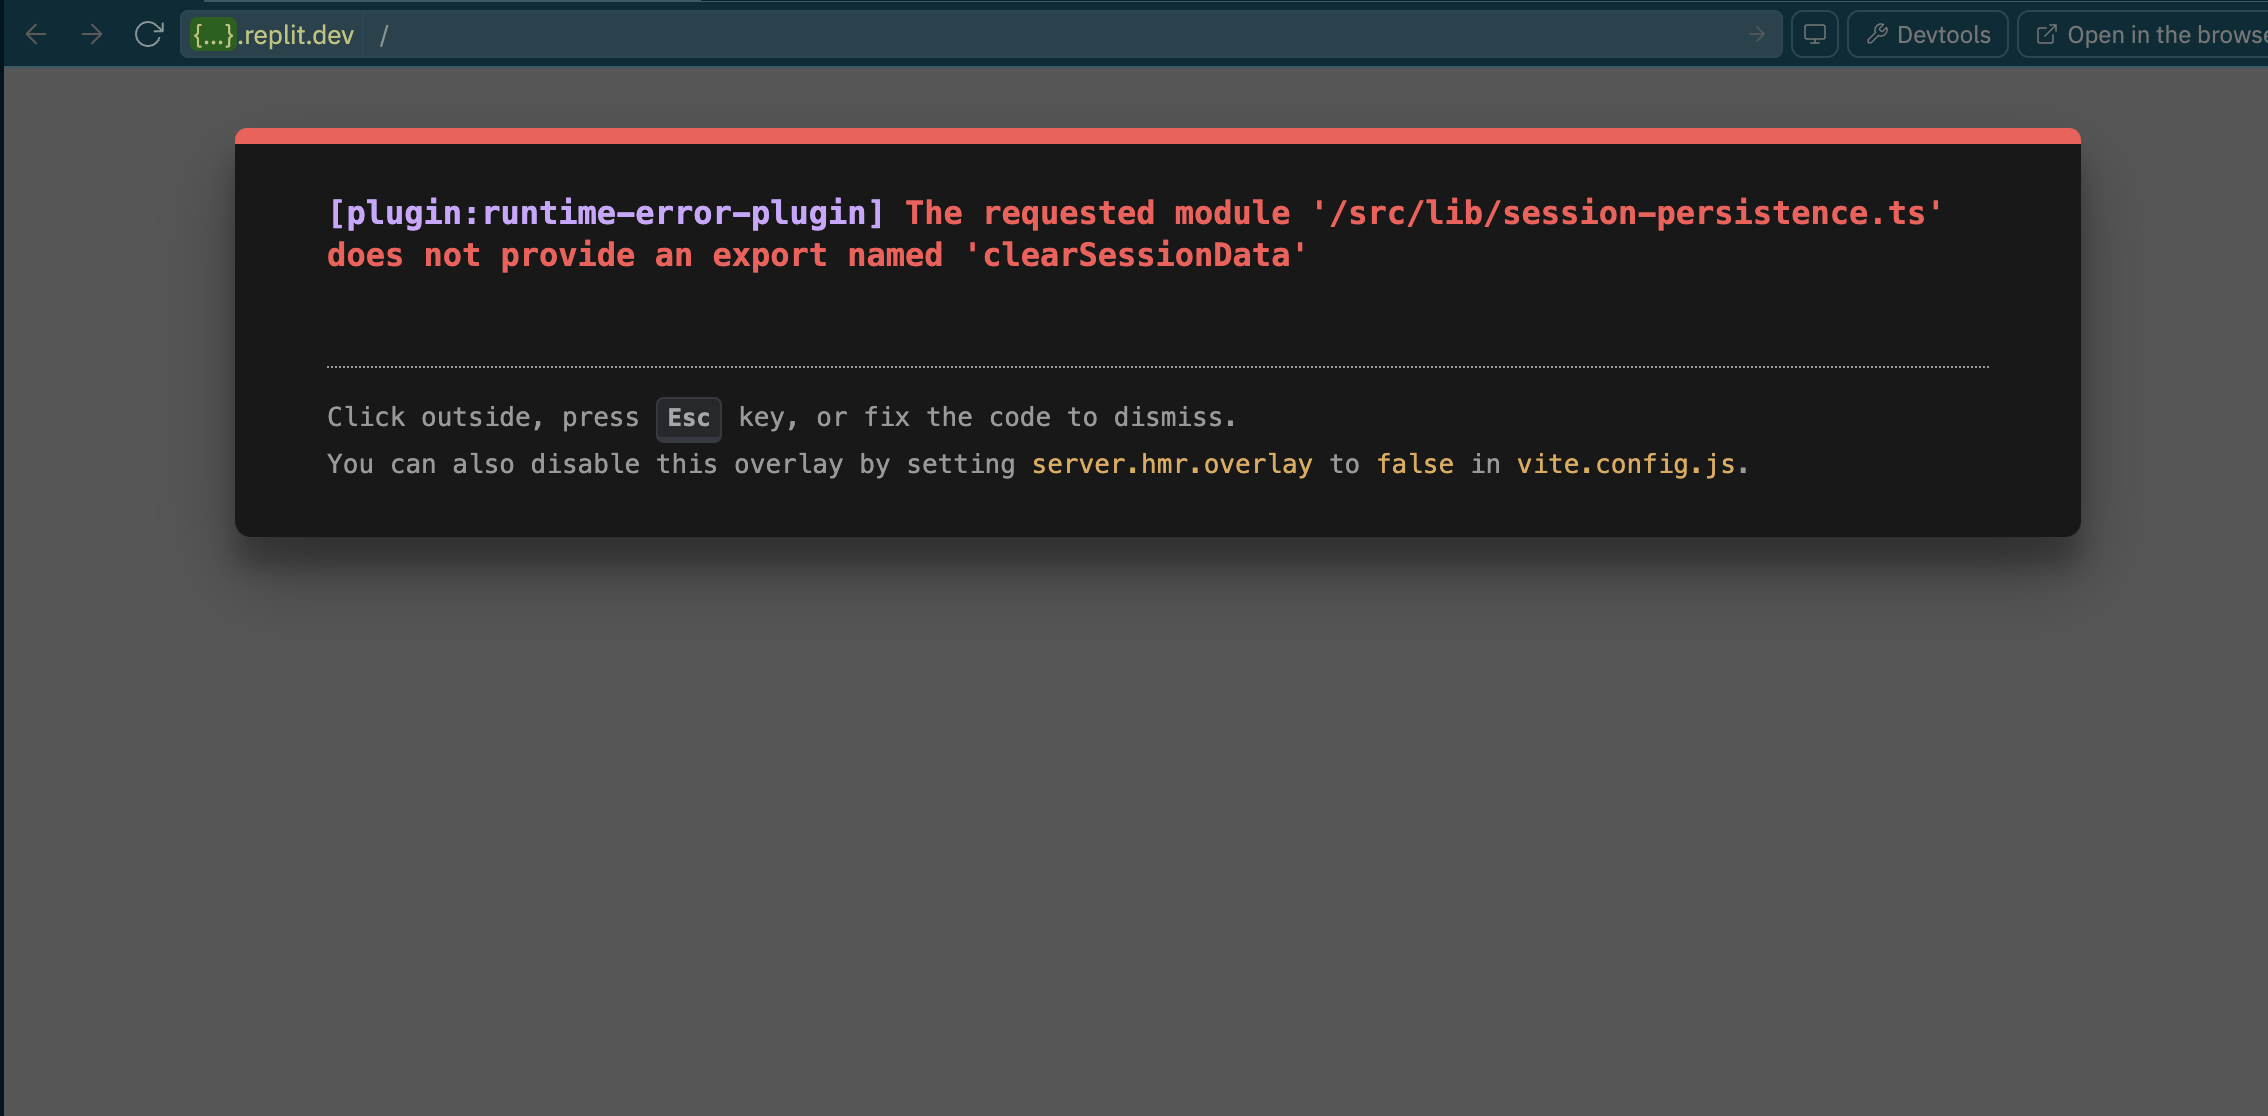 {...}.replit.dev /
Devtools
Open in the browse
[plugin:runtime-error-plugin] The requested module '/src/lib/session-persistence.ts'
does not provide an export named 'clearSessionData'
Click outside, press Esc key, or fix the code to dismiss.
You can also disable this overlay by setting server.hmr.overlay to false in vite.config.js.